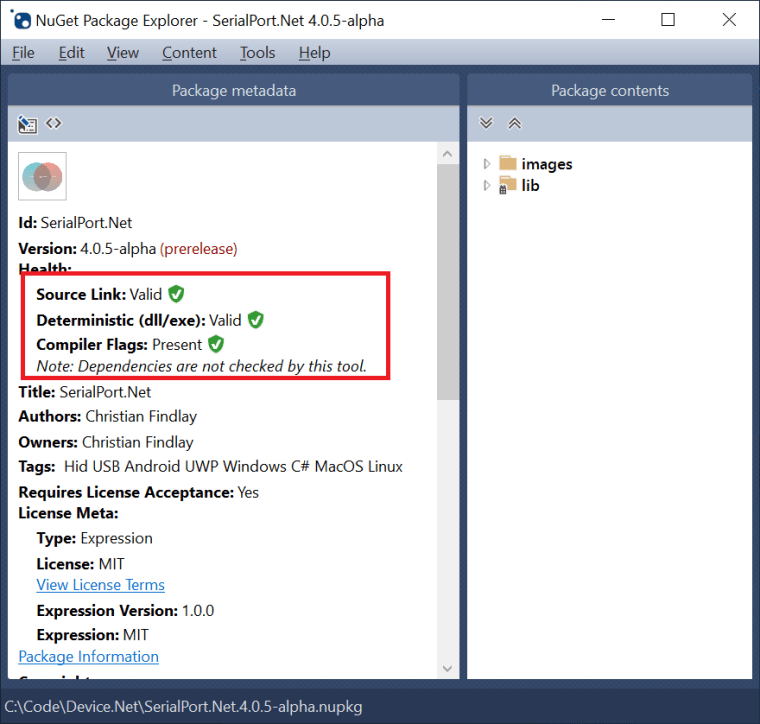 NuGet Package Explorer - SerialPort.Net 4.0.5-alpha
File Edit View Content Tools Help
Package metadata
Package contents
images
lib
Id: SerialPort.Net
Version: 4.0.5-alpha (prerelease)
Health:
Source Link: Valid
Deterministic (dll/exe): Valid
Compiler Flags: Present
Note: Dependencies are not checked by this tool.
Title: SerialPort.Net
Authors: Christian Findlay
Owners: Christian Findlay
Tags: Hid USB Android UWP Windows C# MacOS Linux
Requires License Acceptance: Yes
License Meta:
Type: Expression
License: MIT
View License Terms
Expression Version: 1.0.0
Expression: MIT
Package Information
C:\Code\Device.Net\SerialPort.Net.4.0.5-alpha.nupkg